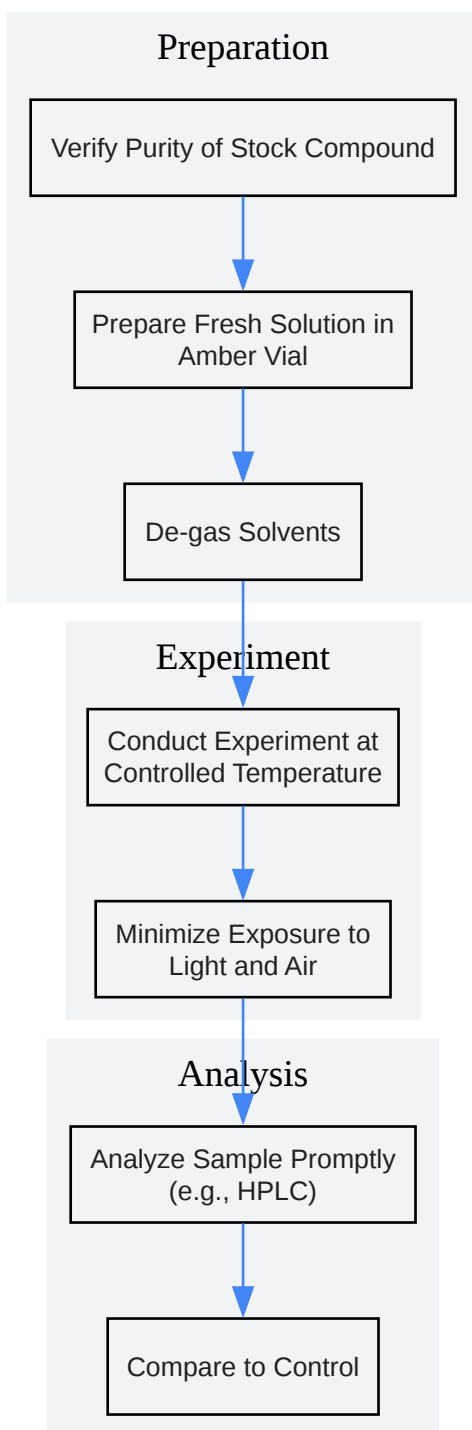 Preparation
Verify Purity of Stock Compound
Prepare Fresh Solution in
Amber Vial
De-gas Solvents
Experiment
Conduct Experiment at
Controlled Temperature
Minimize Exposure to
Light and Air
Analysis
Analyze Sample Promptly
(e.g., HPLC)
Compare to Control